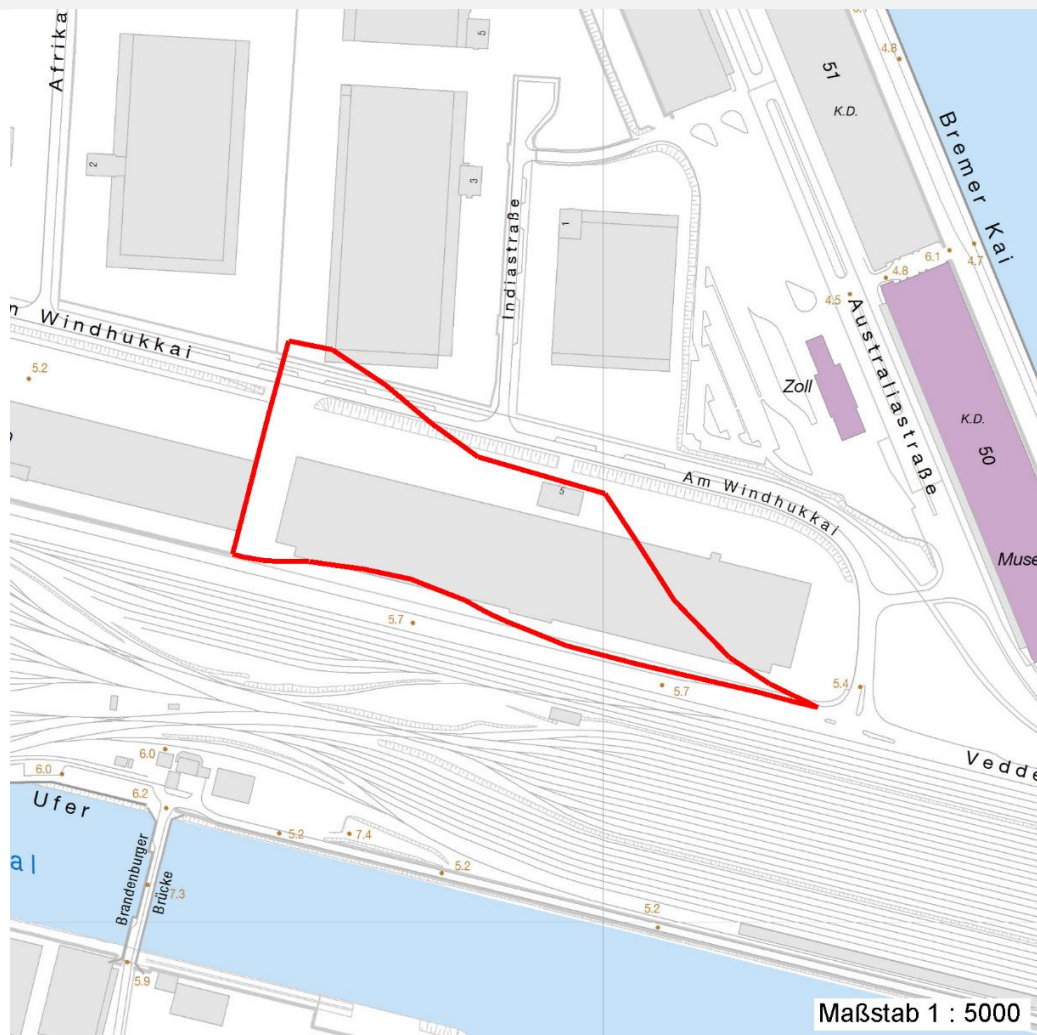 Afrika
5
51
K.D.
4.8
Bremer Kai
2
3
1
Indiastraße
6.1
4.7
4.8
4.5
n Windhukkai
5.2
Zoll
Australiastraße
K.D.
50
5
Am Windhukkai
Muse
5.7
5.7
5.4
Vedde
6.0
6.0
Ufer
6.2
5.2
7.4
al
Brandenburger
Brücke
7.3
5.2
5.2
5.9
Maßstab 1 : 5000